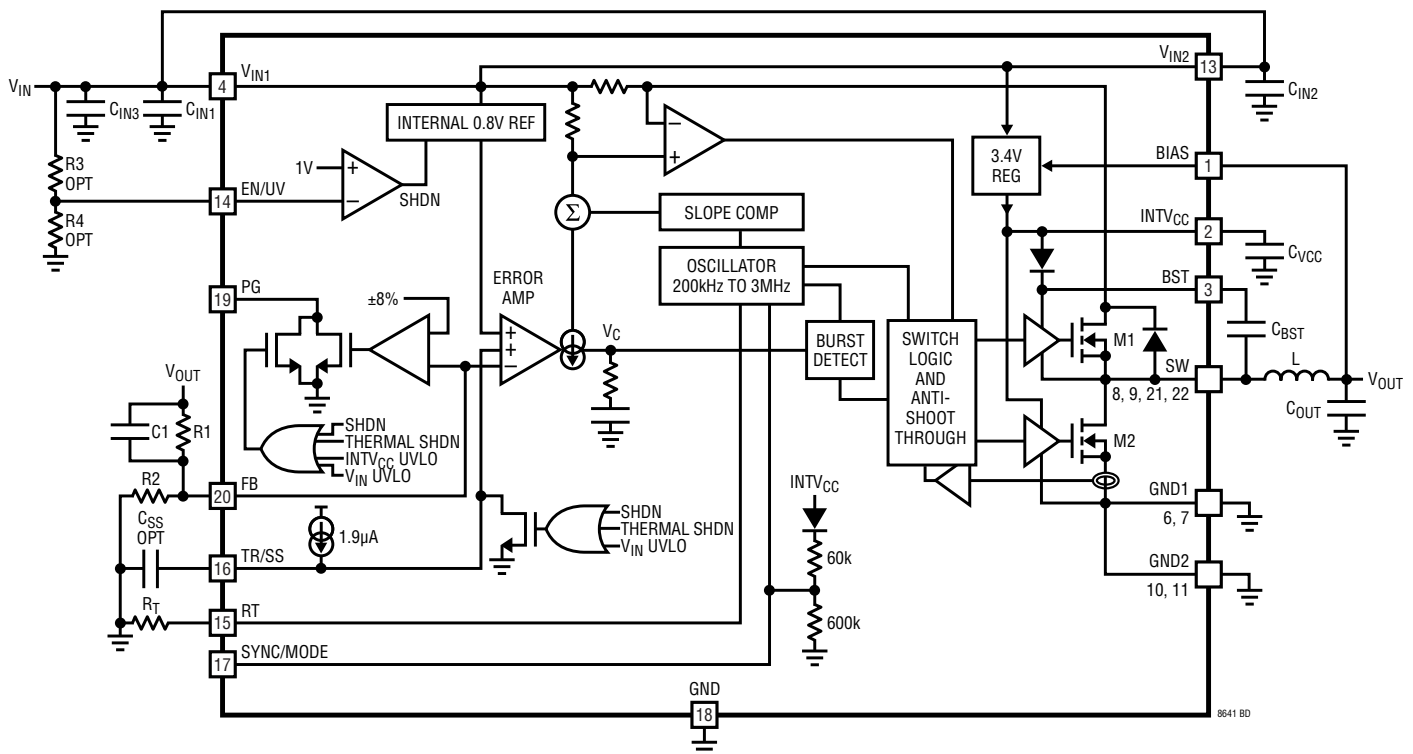 VIN
4
VIN1
VIN2
13
CIN3
CIN1
CIN2
INTERNAL 0.8V REF
R3
OPT
1V
+
–
SHDN
14
EN/UV
R4
OPT
–
+
Σ
SLOPE COMP
OSCILLATOR
200kHz TO 3MHz
3.4V
REG
BIAS
1
INTVCC
2
CVCC
BST
3
CBST
19
PG
±8%
ERROR
AMP
+
+
–
VC
BURST
DETECT
SWITCH
LOGIC
AND
ANTI-
SHOOT
THROUGH
M1
SW
8, 9, 21, 22
L
VOUT
COUT
M2
VOUT
C1
R1
SHDN
THERMAL SHDN
INTVCC UVLO
VIN UVLO
R2
20
FB
CSS
OPT
1.9µA
16
TR/SS
SHDN
THERMAL SHDN
VIN UVLO
INTVCC
60k
600k
GND1
6, 7
GND2
10, 11
RT
15
RT
17
SYNC/MODE
GND
18
8641 BD